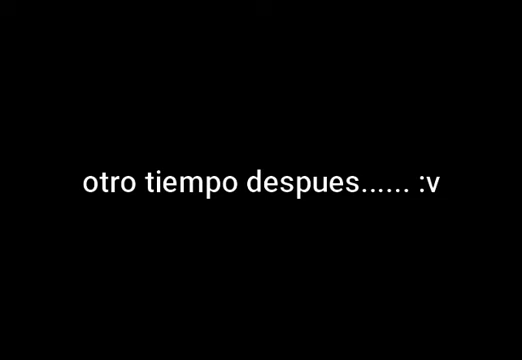 otro tiempo despues...... :v